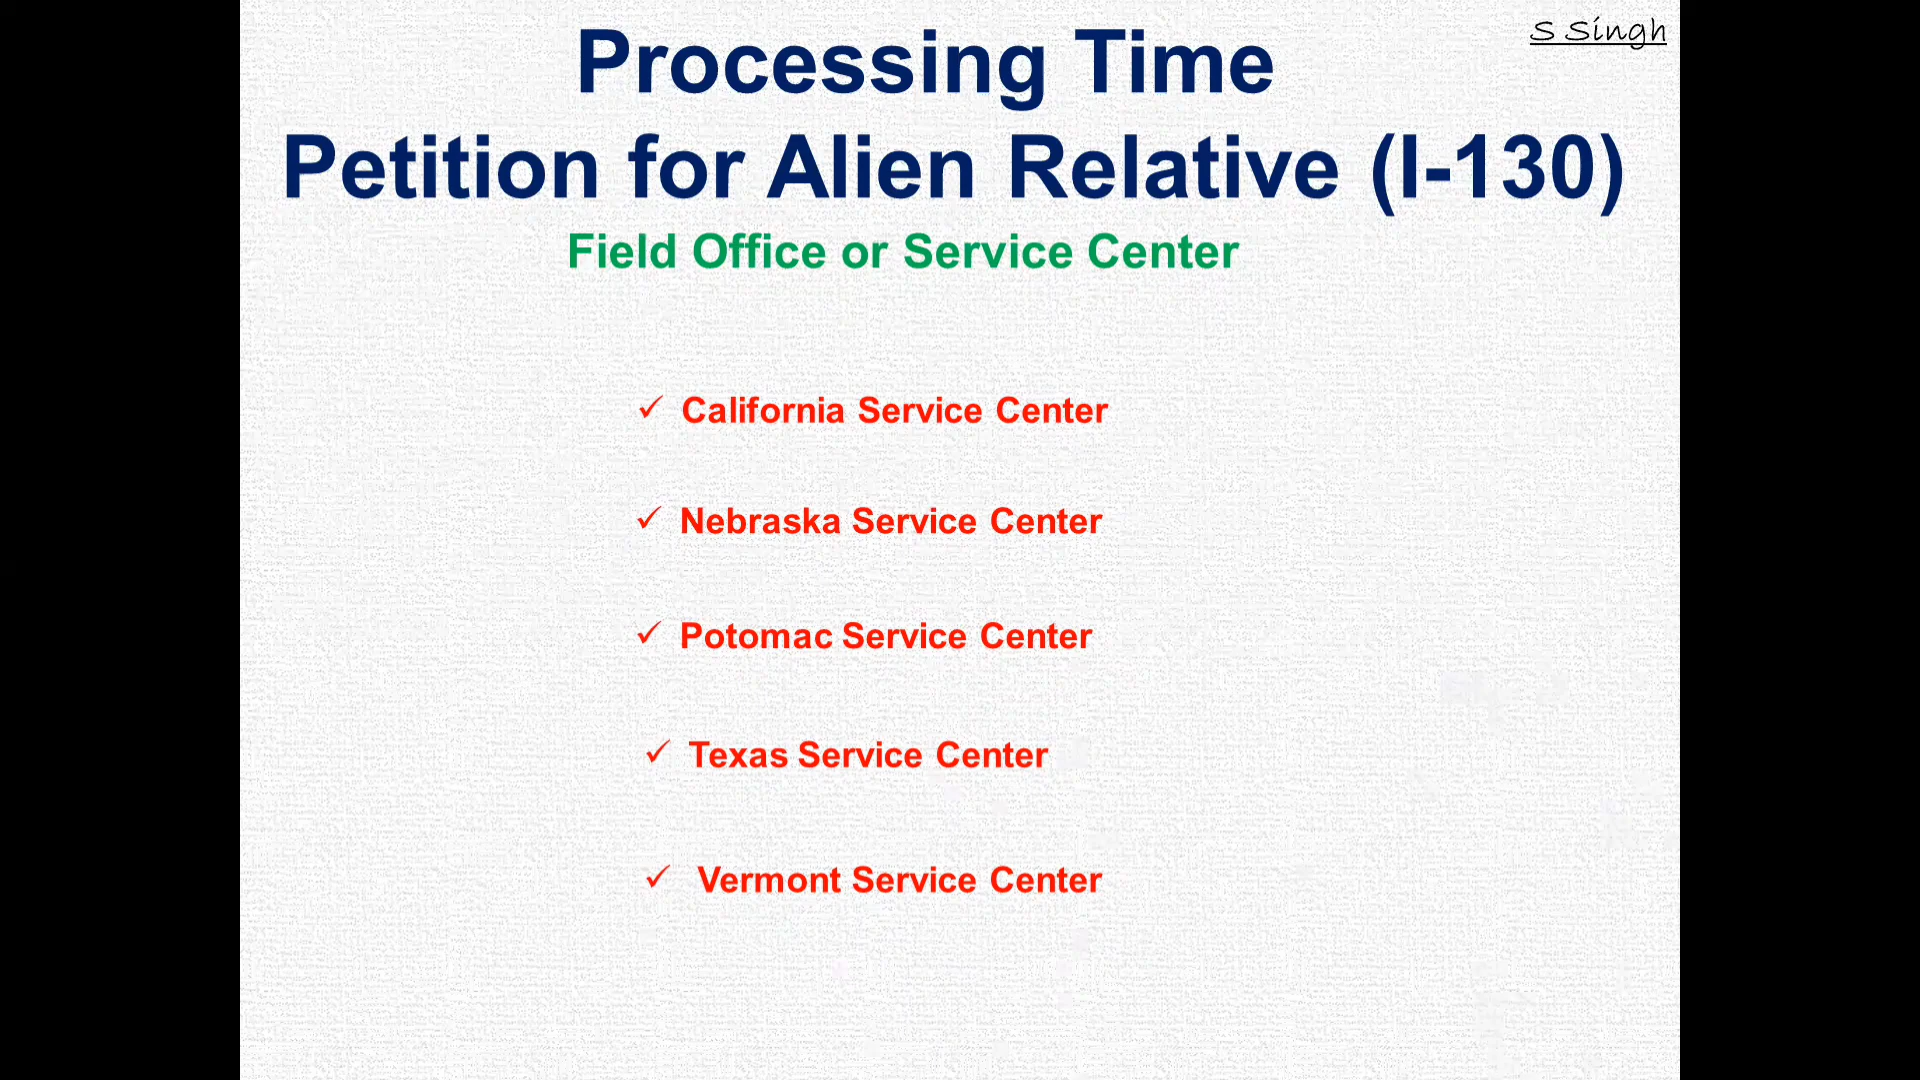 S Singh
Processing Time
Petition for Alien Relative (I-130)
Field Office or Service Center
✓ California Service Center
✓ Nebraska Service Center
✓ Potomac Service Center
✓ Texas Service Center
✓ Vermont Service Center